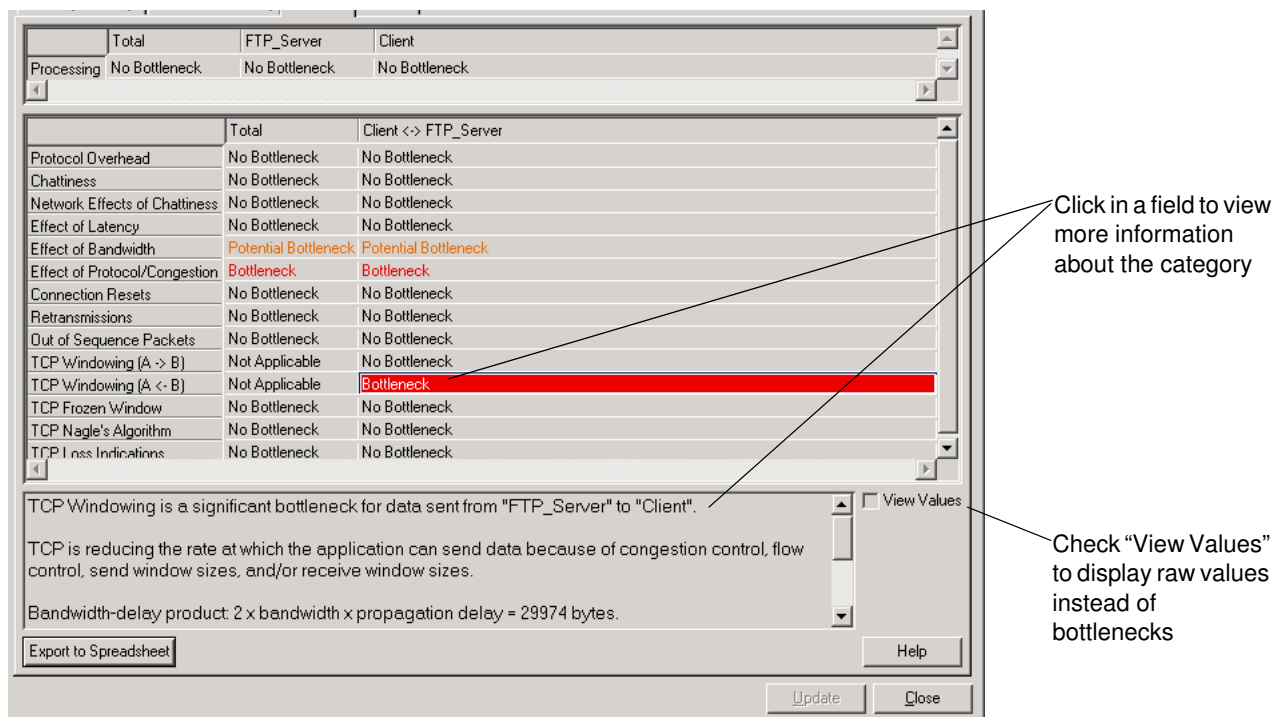 Total FTP_Server Client
Processing No Bottleneck No Bottleneck No Bottleneck
Total Client <-> FTP_Server
Protocol Overhead No Bottleneck No Bottleneck
Chattiness No Bottleneck No Bottleneck
Network Effects of Chattiness No Bottleneck No Bottleneck
Effect of Latency No Bottleneck No Bottleneck
Effect of Bandwidth Potential Bottleneck Potential Bottleneck
Effect of Protocol/Congestion Bottleneck Bottleneck
Connection Resets No Bottleneck No Bottleneck
Retransmissions No Bottleneck No Bottleneck
Out of Sequence Packets No Bottleneck No Bottleneck
TCP Windowing (A -> B) Not Applicable No Bottleneck
TCP Windowing (A <- B) Not Applicable Bottleneck
TCP Frozen Window No Bottleneck No Bottleneck
TCP Nagle's Algorithm No Bottleneck No Bottleneck
TCP Loss Indications No Bottleneck No Bottleneck
TCP Windowing is a significant bottleneck for data sent from "FTP_Server" to "Client".
TCP is reducing the rate at which the application can send data because of congestion control, flow
control, send window sizes, and/or receive window sizes.
Bandwidth-delay product: 2 x bandwidth x propagation delay = 29974 bytes.
View Values
Export to Spreadsheet
Help
Update
Close
Click in a field to view
more information
about the category
Check “View Values”
to display raw values
instead of
bottlenecks